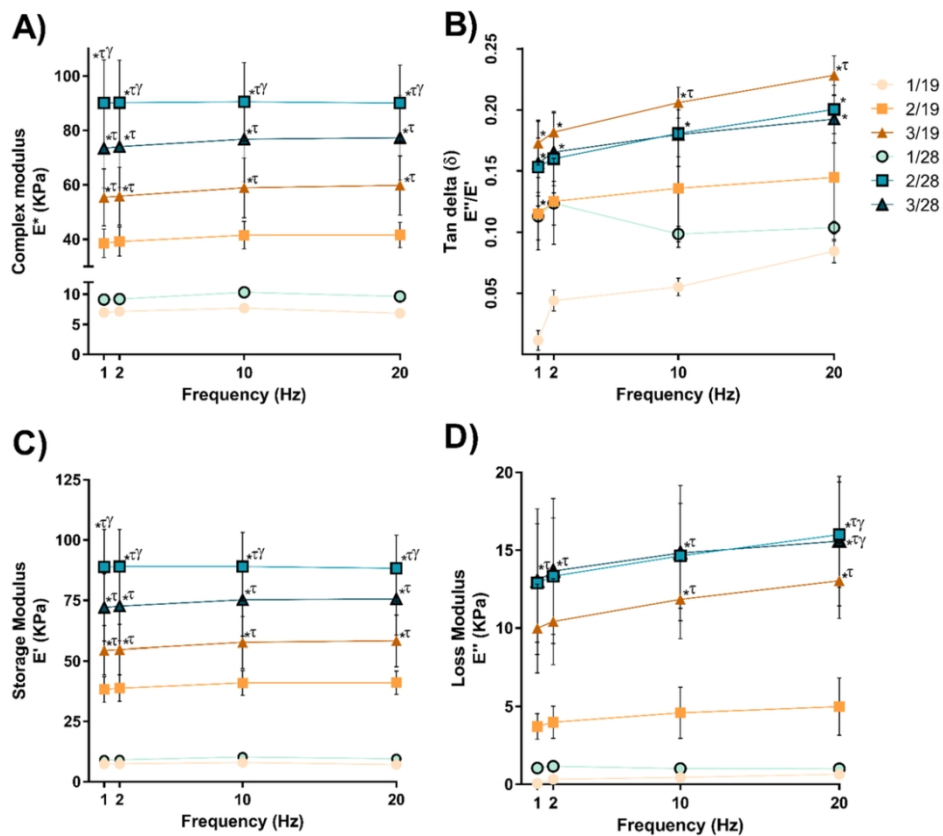 A)
Complex modulus
E* (KPa)
100
80
60
40
10
5
0
1
2
10
20
Frequency (Hz)
*τγ
*τγ
*τγ
*τγ
*τ
*τ
*τ
*τ
*τ
*τ
*τ
*τ
B)
Tan delta (δ)
E"/E'
0.25
0.20
0.15
0.10
0.05
1
2
10
20
Frequency (Hz)
*τ
*τ
*
*
*
*
*
*
*
*
1/19
2/19
3/19
1/28
2/28
3/28
C)
Storage Modulus
E' (KPa)
125
100
75
50
25
0
1
2
10
20
Frequency (Hz)
*τγ
*τγ
*τγ
*τγ
*τ
*τ
*τ
*τ
*τ
*τ
*τ
*τ
D)
Loss Modulus
E" (KPa)
20
15
10
5
0
1
2
10
20
Frequency (Hz)
*τ
*τ
*τ
*τγ
*τγ
*τ
*τ